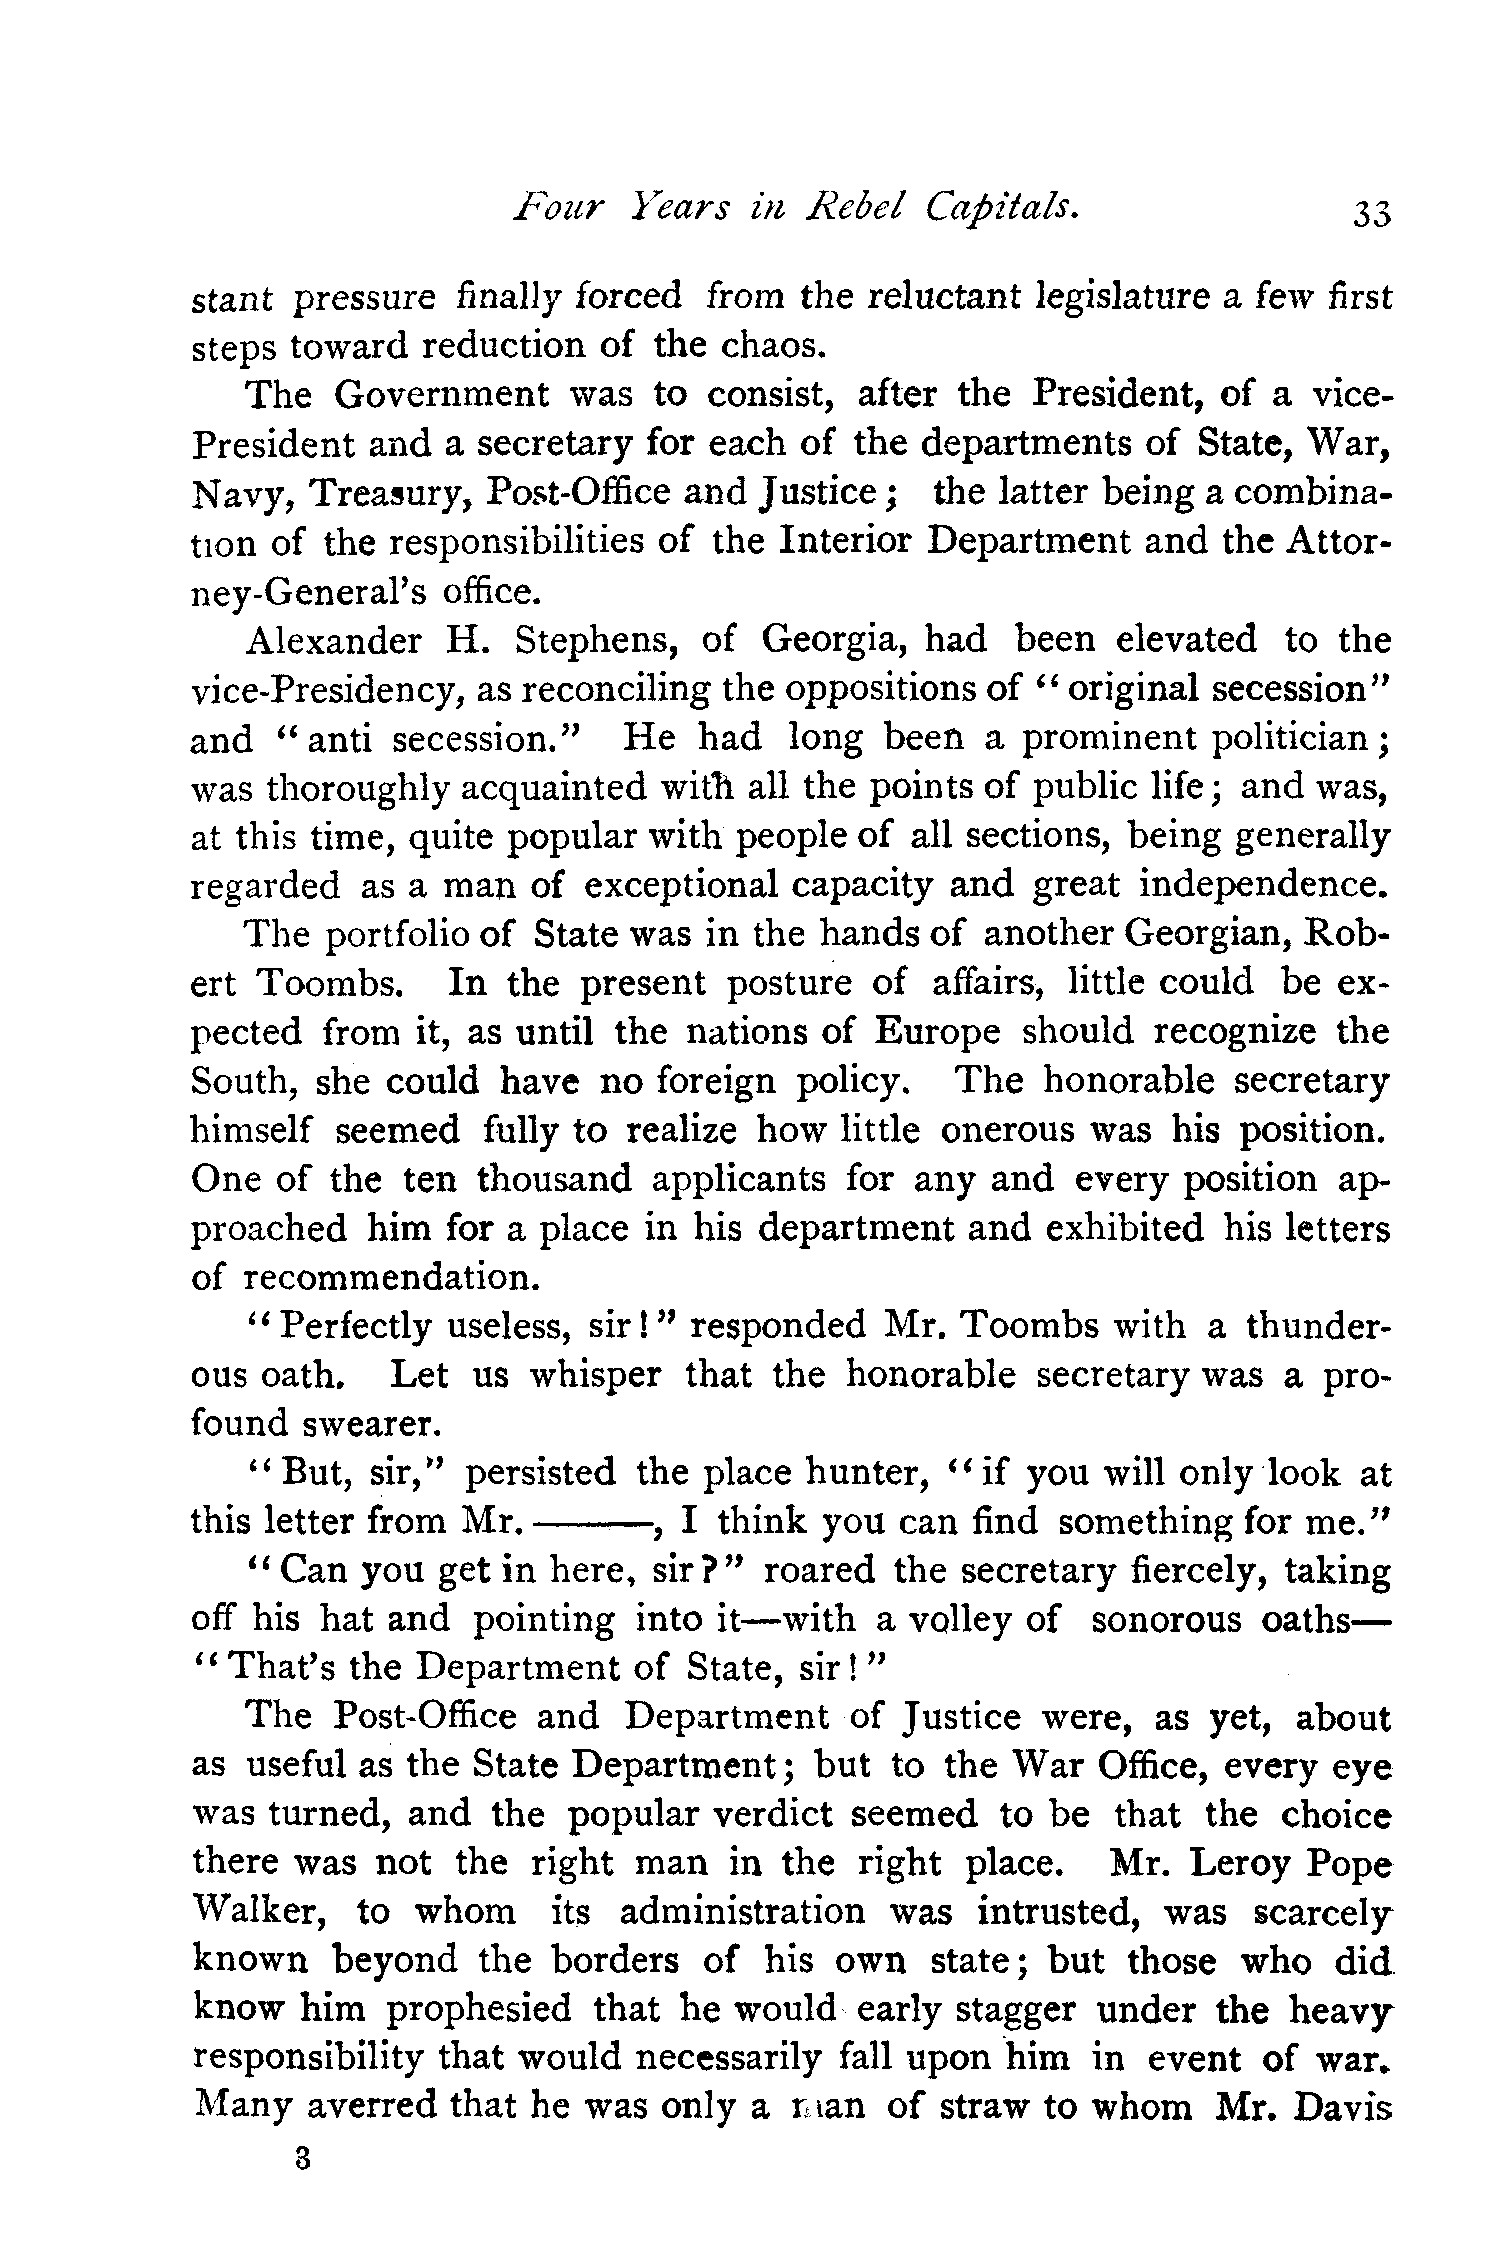 Four Years in Rebel Capitals. 33
stant pressure finally forced from the reluctant legislature a few first
steps toward reduction of the chaos.
The Government was to consist, after the President, of a vice-
President and a secretary for each of the departments of State, War,
Navy, Treasury, Post-Office and Justice; the latter being a combina-
tion of the responsibilities of the Interior Department and the Attor-
ney-General's office.
Alexander H. Stephens, of Georgia, had been elevated to the
vice-Presidency, as reconciling the oppositions of "original secession"
and "anti secession." He had long been a prominent politician;
was thoroughly acquainted with all the points of public life; and was,
at this time, quite popular with people of all sections, being generally
regarded as a man of exceptional capacity and great independence.
The portfolio of State was in the hands of another Georgian, Rob-
ert Toombs. In the present posture of affairs, little could be ex-
pected from it, as until the nations of Europe should recognize the
South, she could have no foreign policy. The honorable secretary
himself seemed fully to realize how little onerous was his position.
One of the ten thousand applicants for any and every position ap-
proached him for a place in his department and exhibited his letters
of recommendation.
"Perfectly useless, sir!" responded Mr. Toombs with a thunder-
ous oath. Let us whisper that the honorable secretary was a pro-
found swearer.
"But, sir," persisted the place hunter, "if you will only look at
this letter from Mr. ———, I think you can find something for me."
"Can you get in here, sir?" roared the secretary fiercely, taking
off his hat and pointing into it—with a volley of sonorous oaths—
"That's the Department of State, sir!"
The Post-Office and Department of Justice were, as yet, about
as useful as the State Department; but to the War Office, every eye
was turned, and the popular verdict seemed to be that the choice
there was not the right man in the right place. Mr. Leroy Pope
Walker, to whom its administration was intrusted, was scarcely
known beyond the borders of his own state; but those who did
know him prophesied that he would early stagger under the heavy
responsibility that would necessarily fall upon him in event of war.
Many averred that he was only a man of straw to whom Mr. Davis
3